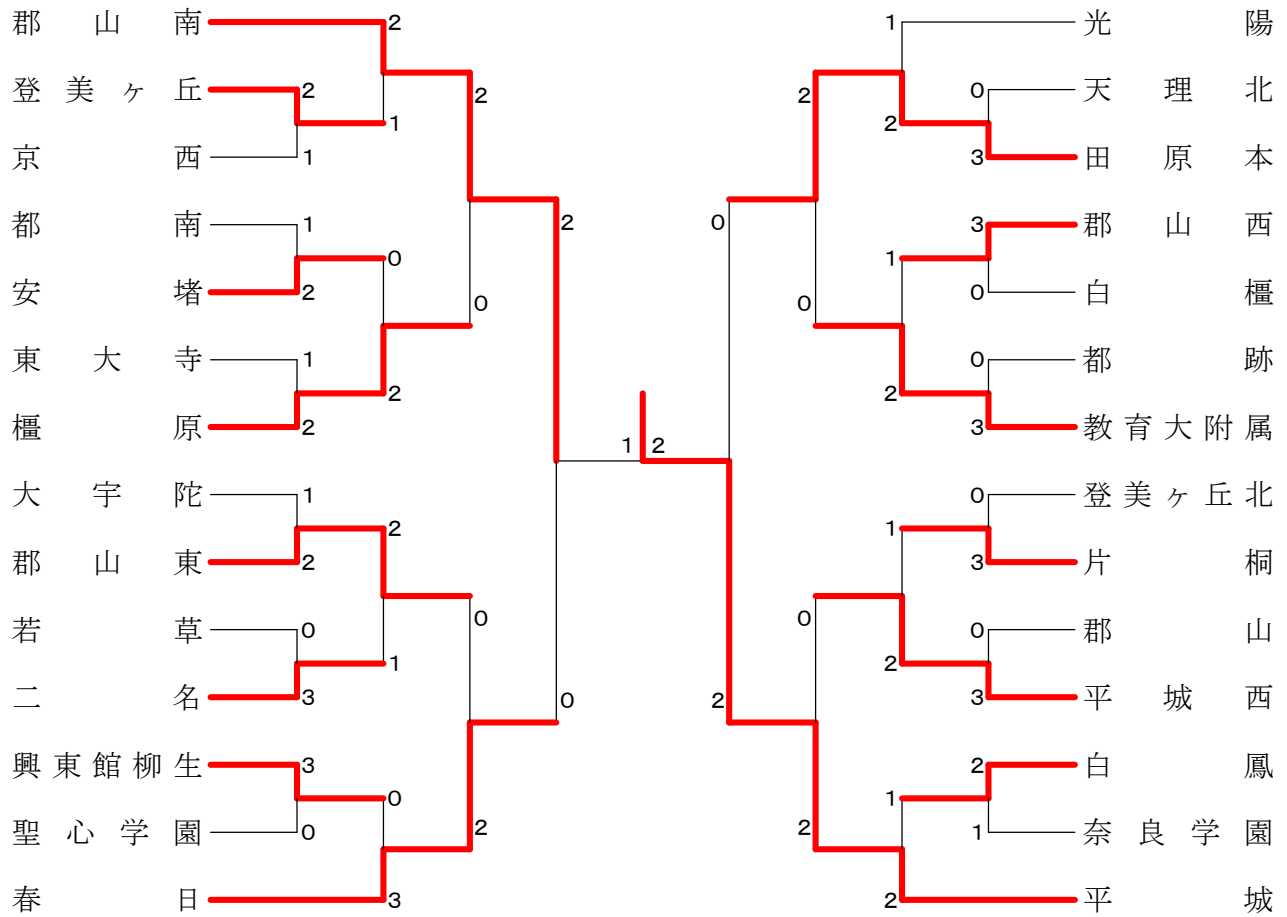 郡山南 2 1 光陽
登美ヶ丘 2 2 2 0 天理北
1 2
京西 1 3 田原本
都南 1 2 0 3 郡山西
0 1
安堵 2 0 0 0 白橿
東大寺 1 0 都跡
2 2
橿原 2 3 教育大附属
1 2
大宇陀 1 0 登美ヶ丘北
2 1
郡山東 2 3 片桐
若草 0 0 0 0 郡山
1 2
二名 3 0 2 3 平城西
興東館柳生 3 2 白鳳
0 1
聖心学園 0 2 2 1 奈良学園
春日 3 2 平城